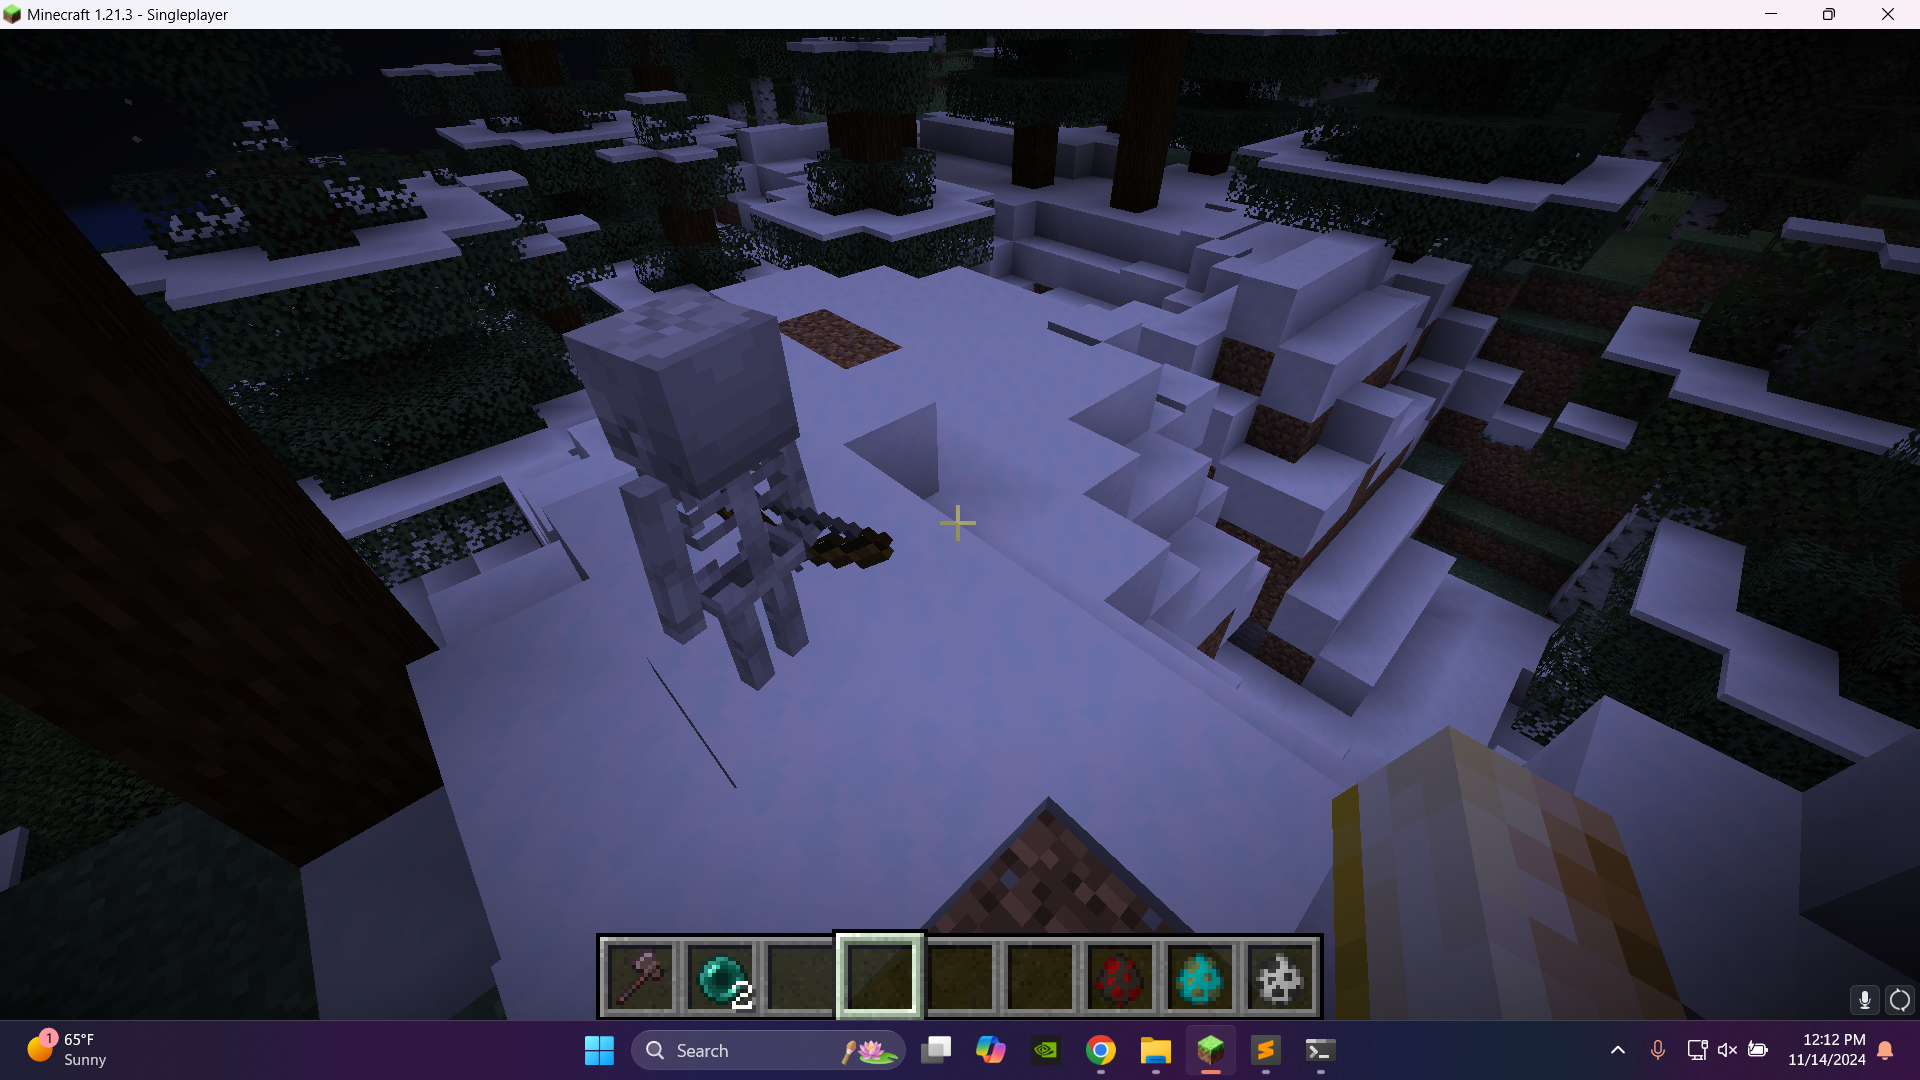 Minecraft 1.21.3 - Singleplayer
2
1
65°F
Sunny
Search
12:12 PM
11/14/2024